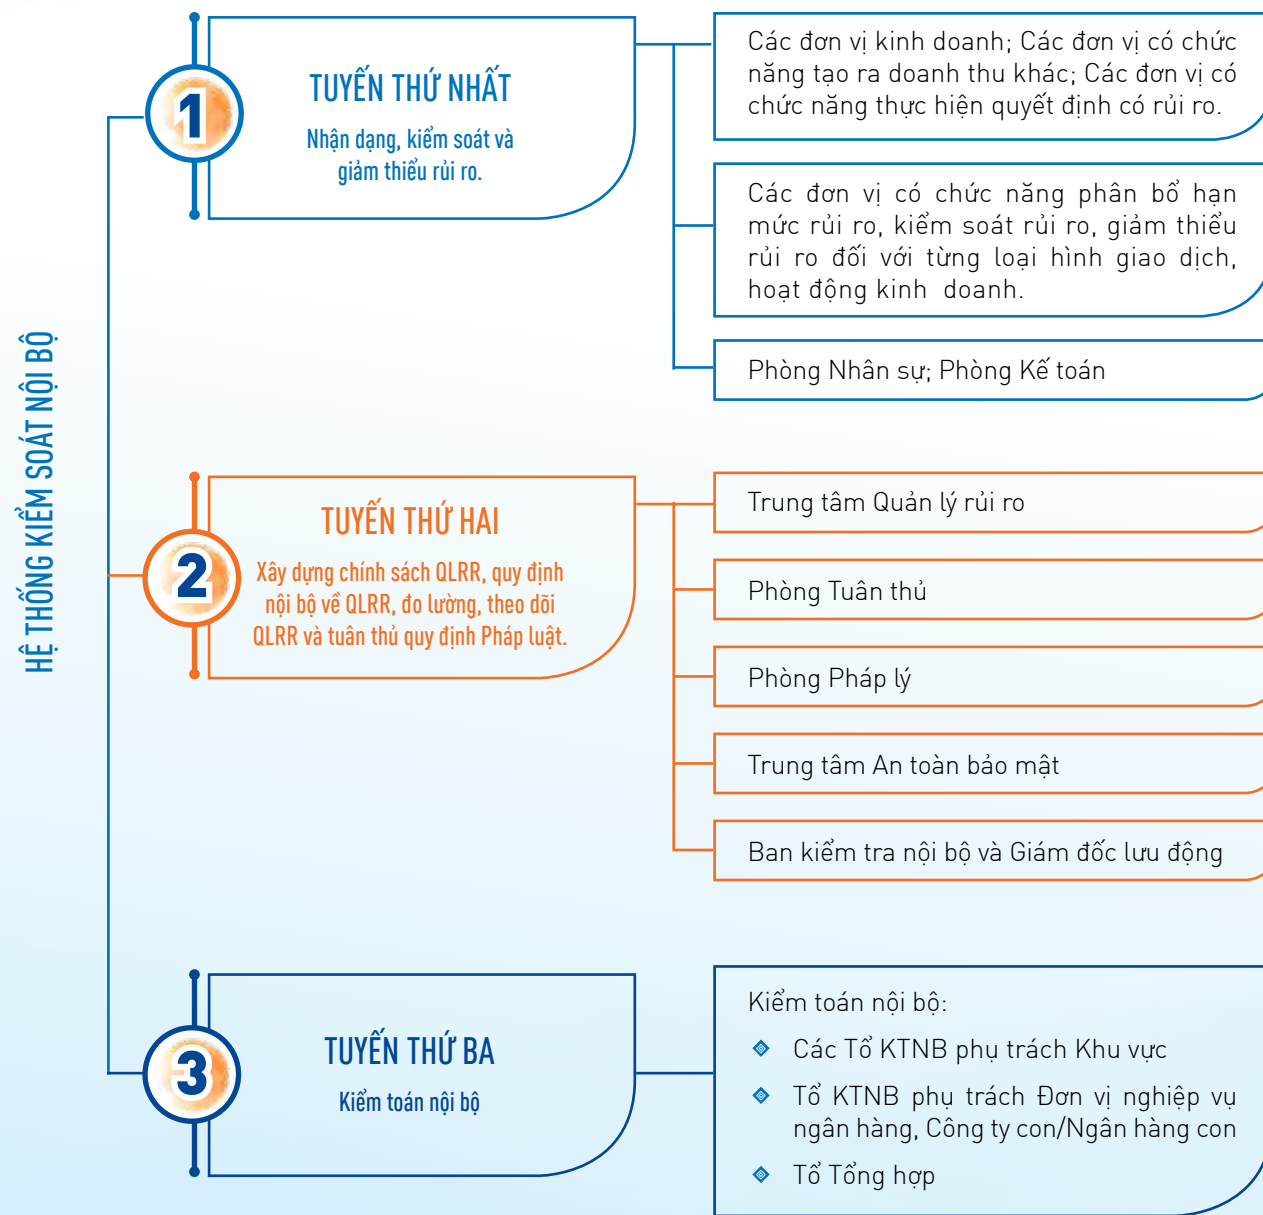 HỆ THỐNG KIỂM SOÁT NỘI BỘ
1
TUYẾN THỨ NHẤT
Nhận dạng, kiểm soát và
giảm thiểu rủi ro.
Các đơn vị kinh doanh; Các đơn vị có chức
năng tạo ra doanh thu khác; Các đơn vị có
chức năng thực hiện quyết định có rủi ro.
Các đơn vị có chức năng phân bổ hạn
mức rủi ro, kiểm soát rủi ro, giảm thiểu
rủi ro đối với từng loại hình giao dịch,
hoạt động kinh doanh.
Phòng Nhân sự; Phòng Kế toán
2
TUYẾN THỨ HAI
Xây dựng chính sách QLRR, quy định
nội bộ về QLRR, đo lường, theo dõi
QLRR và tuân thủ quy định Pháp luật.
Trung tâm Quản lý rủi ro
Phòng Tuân thủ
Phòng Pháp lý
Trung tâm An toàn bảo mật
Ban kiểm tra nội bộ và Giám đốc lưu động
3
TUYẾN THỨ BA
Kiểm toán nội bộ
Kiểm toán nội bộ:
Các Tổ KTNB phụ trách Khu vực
Tổ KTNB phụ trách Đơn vị nghiệp vụ
ngân hàng, Công ty con/Ngân hàng con
Tổ Tổng hợp